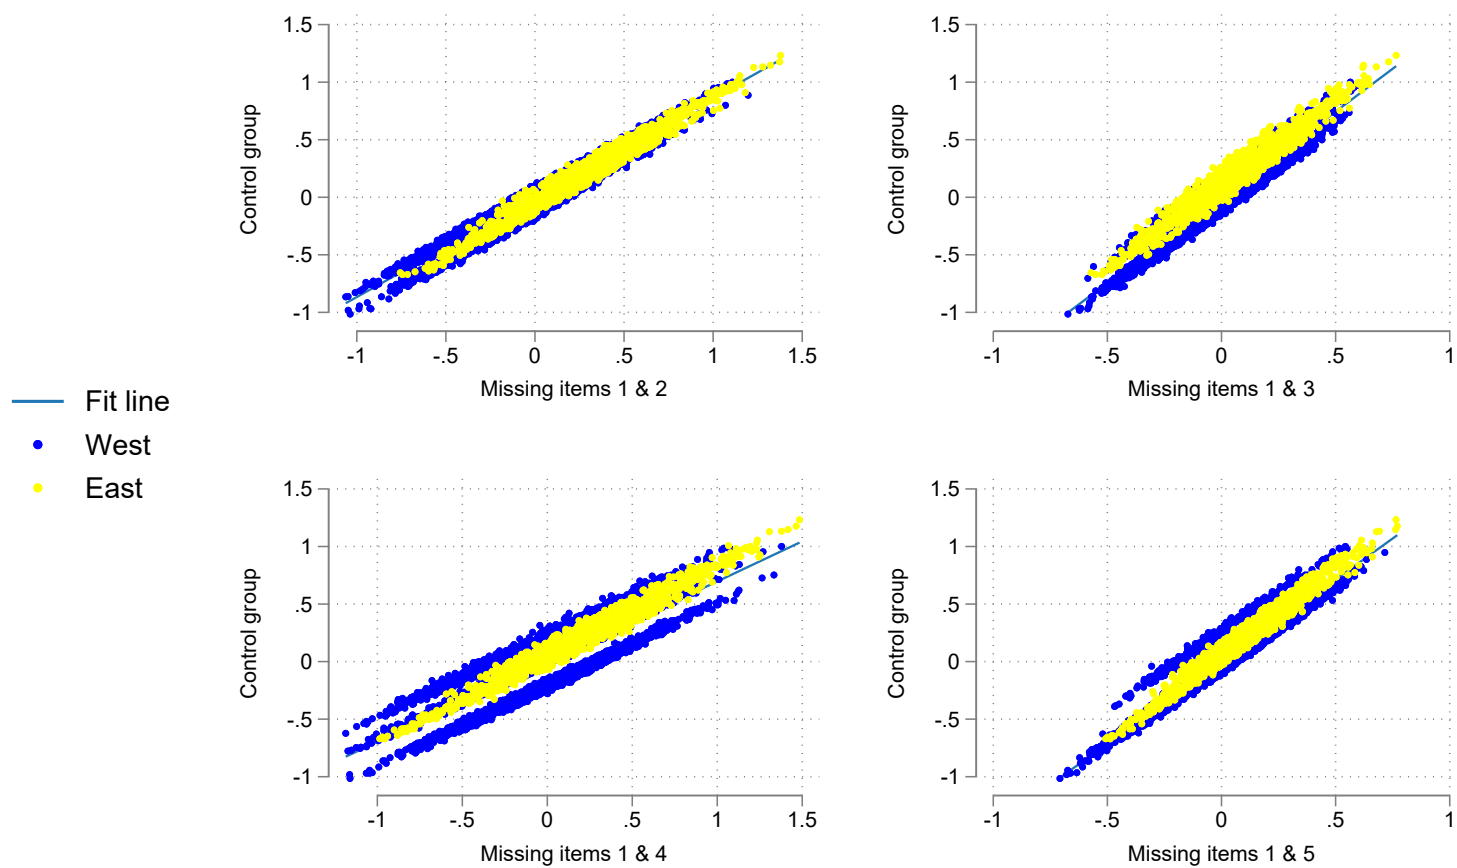 1.5
1
.5
0
-.5
-1
Control group
-1 -.5 0 .5 1 1.5
Missing items 1 & 2
1.5
1
.5
0
-.5
-1
Control group
-1 -.5 0 .5 1
Missing items 1 & 3
Fit line
West
East
1.5
1
.5
0
-.5
-1
Control group
-1 -.5 0 .5 1 1.5
Missing items 1 & 4
1.5
1
.5
0
-.5
-1
Control group
-1 -.5 0 .5 1
Missing items 1 & 5